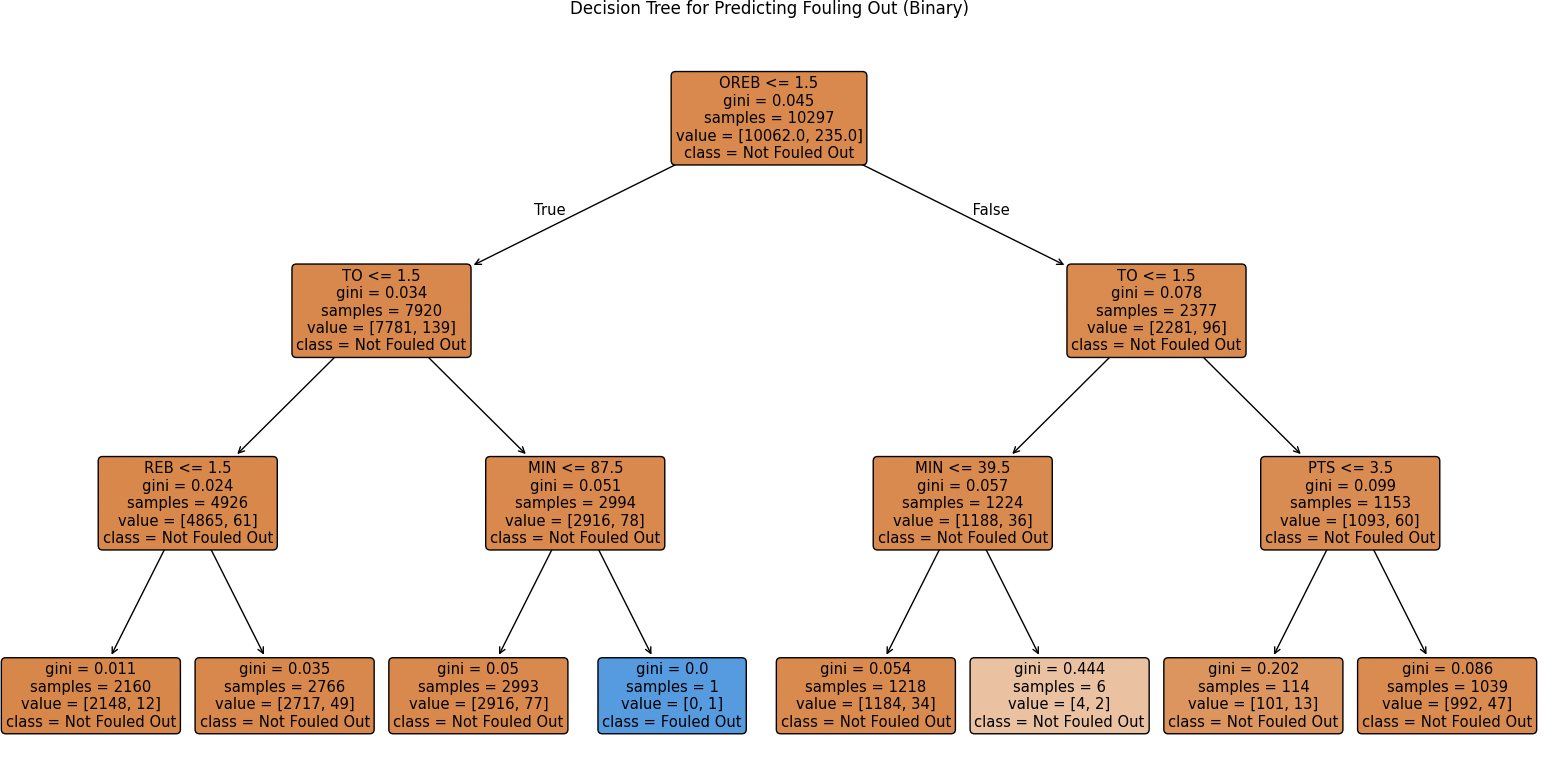 Decision Tree for Predicting Fouling Out (Binary)
OREB <= 1.5
gini = 0.045
samples = 10297
value = [10062.0, 235.0]
class = Not Fouled Out
True
False
TO <= 1.5
gini = 0.034
samples = 7920
value = [7781, 139]
class = Not Fouled Out
TO <= 1.5
gini = 0.078
samples = 2377
value = [2281, 96]
class = Not Fouled Out
REB <= 1.5
gini = 0.024
samples = 4926
value = [4865, 61]
class = Not Fouled Out
MIN <= 87.5
gini = 0.051
samples = 2994
value = [2916, 78]
class = Not Fouled Out
MIN <= 39.5
gini = 0.057
samples = 1224
value = [1188, 36]
class = Not Fouled Out
PTS <= 3.5
gini = 0.099
samples = 1153
value = [1093, 60]
class = Not Fouled Out
gini = 0.011
samples = 2160
value = [2148, 12]
class = Not Fouled Out
gini = 0.035
samples = 2766
value = [2717, 49]
class = Not Fouled Out
gini = 0.05
samples = 2993
value = [2916, 77]
class = Not Fouled Out
gini = 0.0
samples = 1
value = [0, 1]
class = Fouled Out
gini = 0.054
samples = 1218
value = [1184, 34]
class = Not Fouled Out
gini = 0.444
samples = 6
value = [4, 2]
class = Not Fouled Out
gini = 0.202
samples = 114
value = [101, 13]
class = Not Fouled Out
gini = 0.086
samples = 1039
value = [992, 47]
class = Not Fouled Out